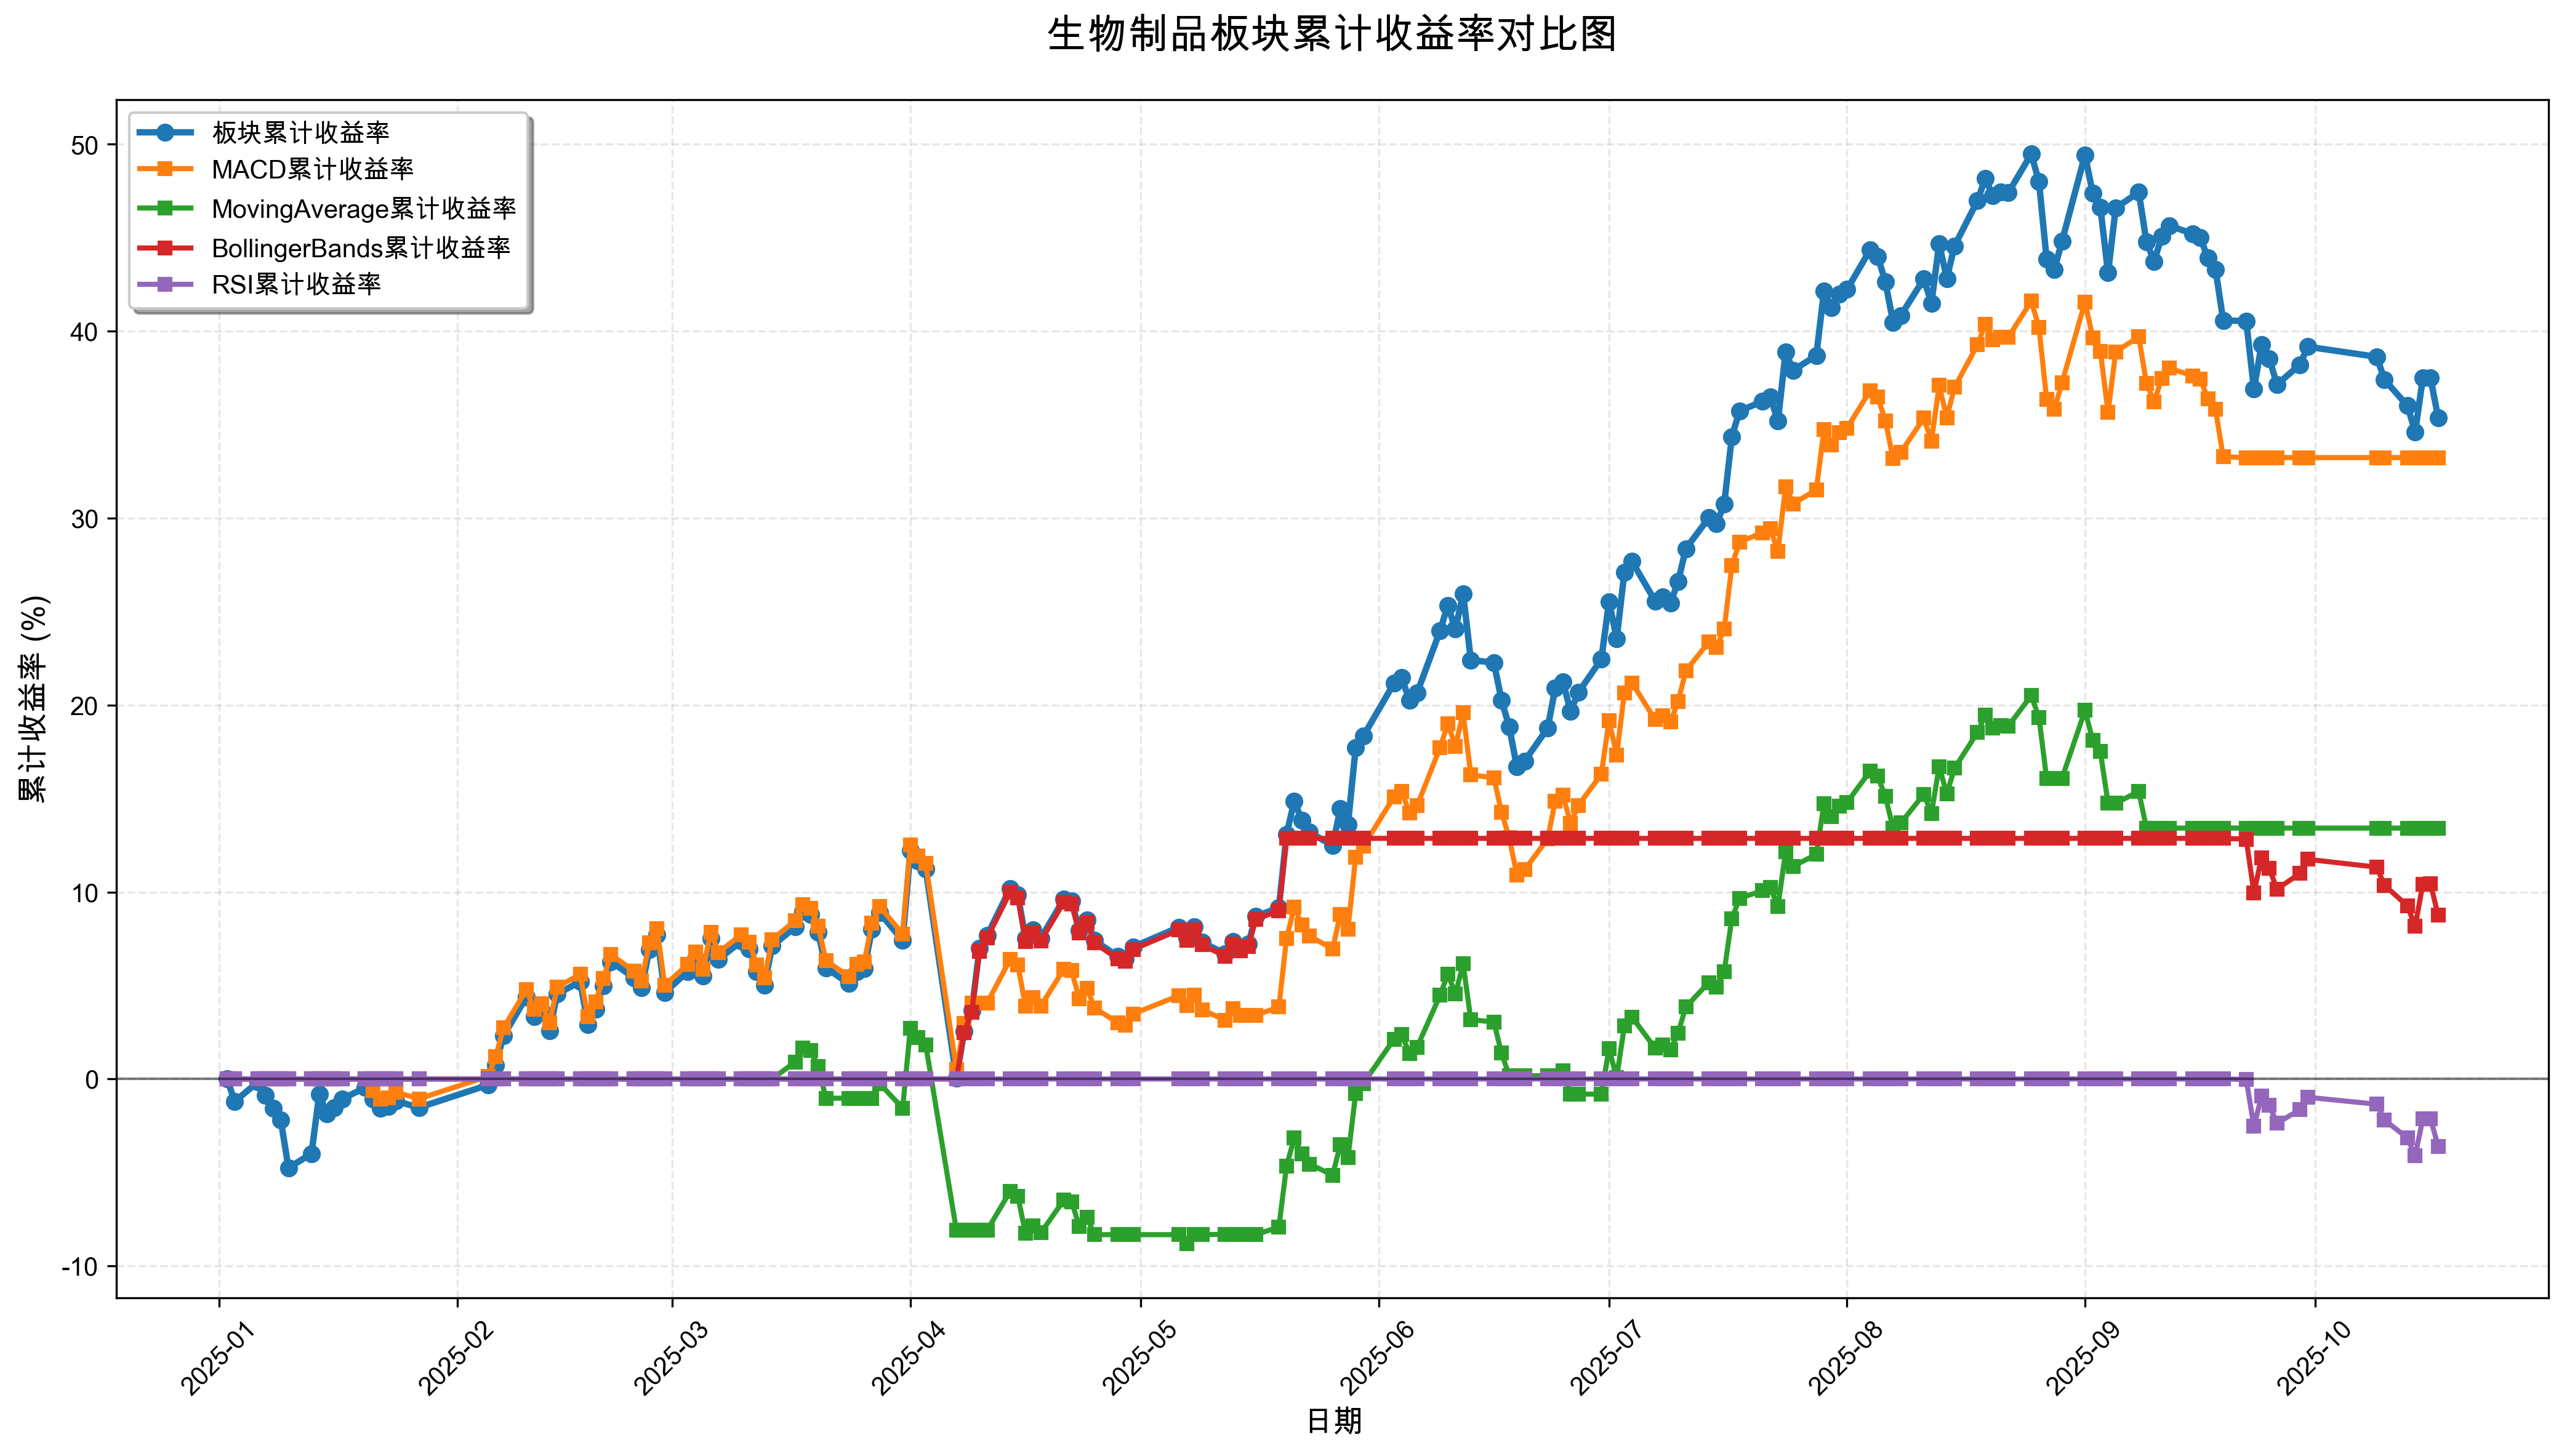 生物制品板块累计收益率对比图
板块累计收益率
MACD累计收益率
MovingAverage累计收益率
BollingerBands累计收益率
RSI累计收益率
累计收益率 (%)
50
40
30
20
10
0
-10
2025-01
2025-02
2025-03
2025-04
2025-05
2025-06
2025-07
2025-08
2025-09
2025-10
日期